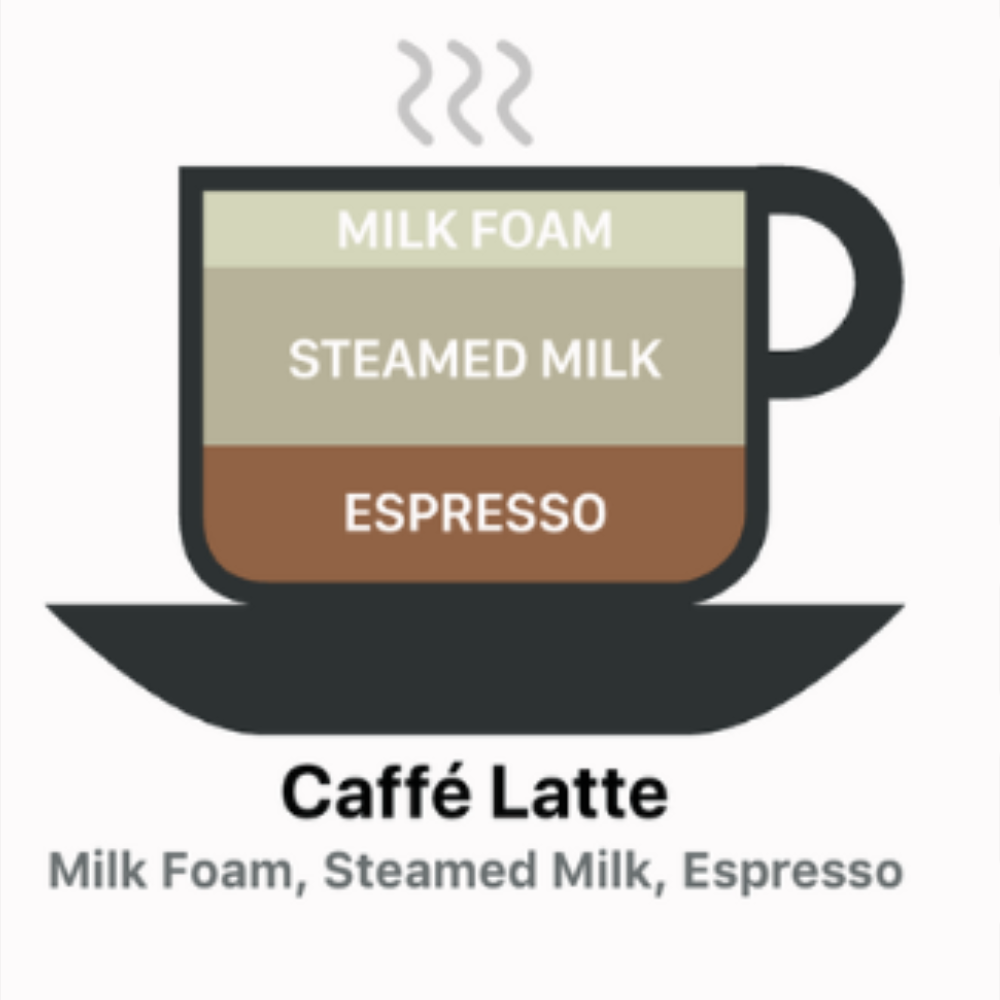 MILK FOAM
STEAMED MILK
ESPRESSO
Caffé Latte
Milk Foam, Steamed Milk, Espresso